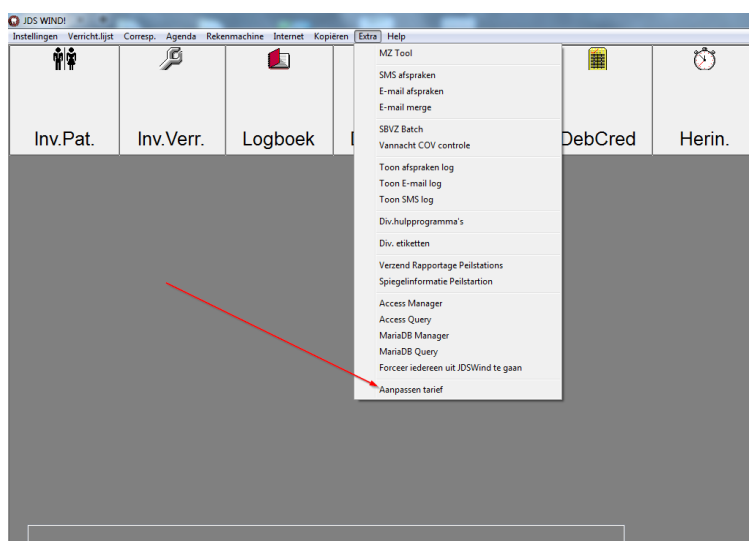 JDS WIND!
Instellingen Verricht.lijst Corresp. Agenda Rekenmachine Internet Kopiëren Extra Help
Inv.Pat. Inv.Verr. Logboek DebCred Herin.
MZ Tool
SMS afspraken
E-mail afspraken
E-mail merge
SBVZ Batch
Vannacht COV controle
Toon afspraken log
Toon E-mail log
Toon SMS log
Div.hulpprogramma's
Div. etiketten
Verzend Rapportage Peilstations
Spiegelinformatie Peilstartion
Access Manager
Access Query
MariaDB Manager
MariaDB Query
Forceer iedereen uit JDSWind te gaan
Aanpassen tarief